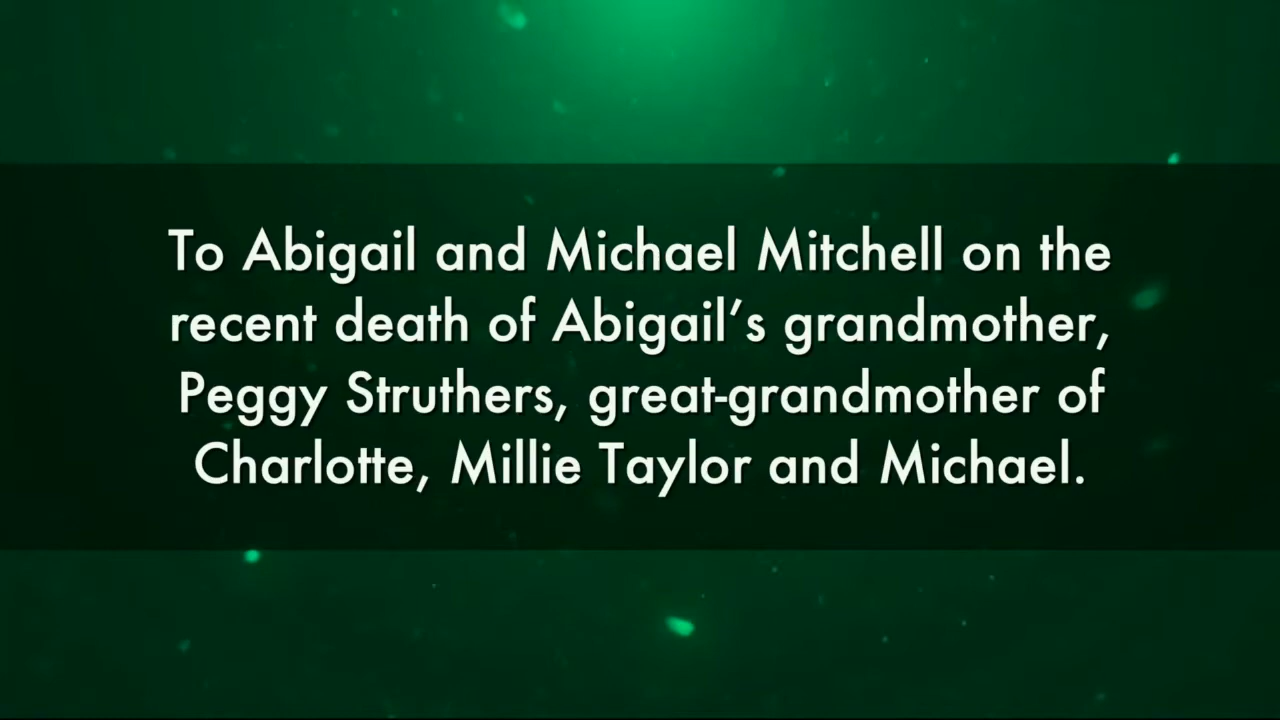 To Abigail and Michael Mitchell on the
recent death of Abigail’s grandmother,
Peggy Struthers, great-grandmother of
Charlotte, Millie Taylor and Michael.